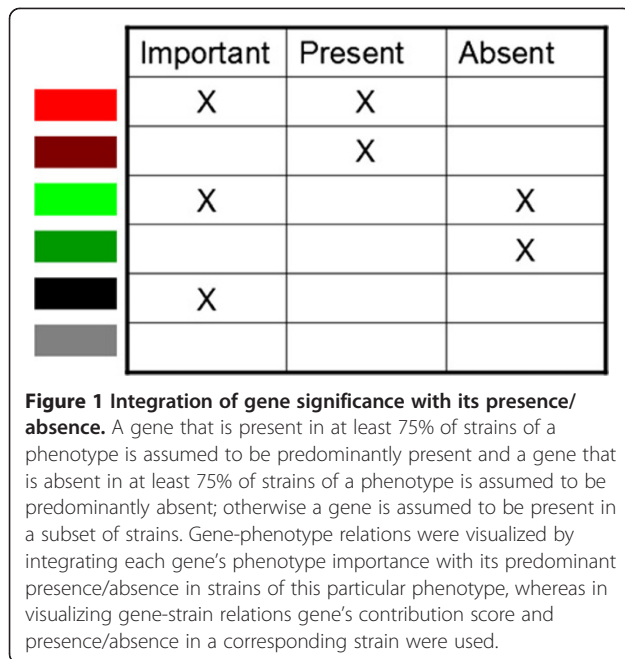 Important Present Absent
X X
X
X X
X
X
Figure 1 Integration of gene significance with its presence/
absence. A gene that is present in at least 75% of strains of a
phenotype is assumed to be predominantly present and a gene that
is absent in at least 75% of strains of a phenotype is assumed to be
predominantly absent; otherwise a gene is assumed to be present in
a subset of strains. Gene-phenotype relations were visualized by
integrating each gene's phenotype importance with its predominant
presence/absence in strains of this particular phenotype, whereas in
visualizing gene-strain relations gene's contribution score and
presence/absence in a corresponding strain were used.